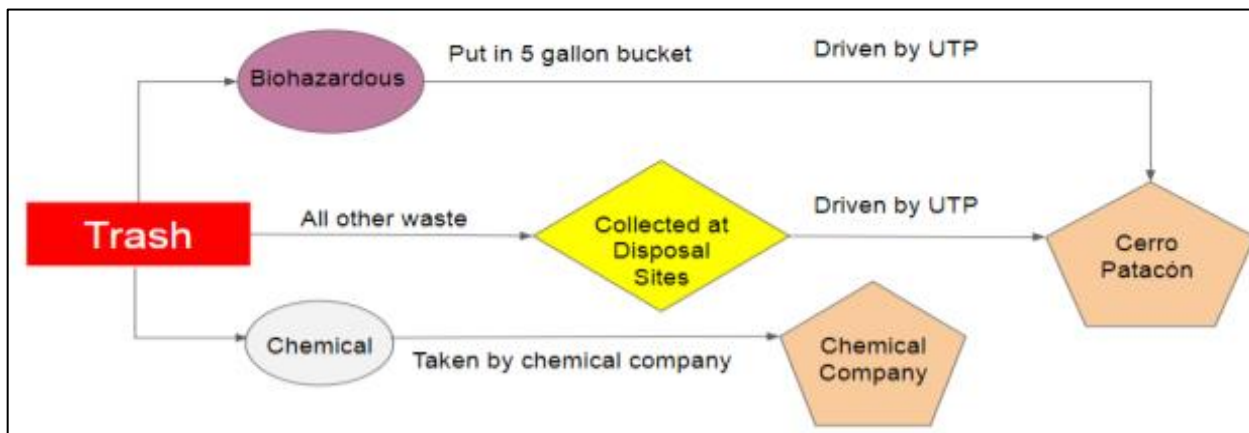 Put in 5 gallon bucket
Driven by UTP
Biohazardous
Trash
All other waste
Collected at
Disposal
Sites
Driven by UTP
Cerro
Patacón
Chemical
Taken by chemical company
Chemical
Company